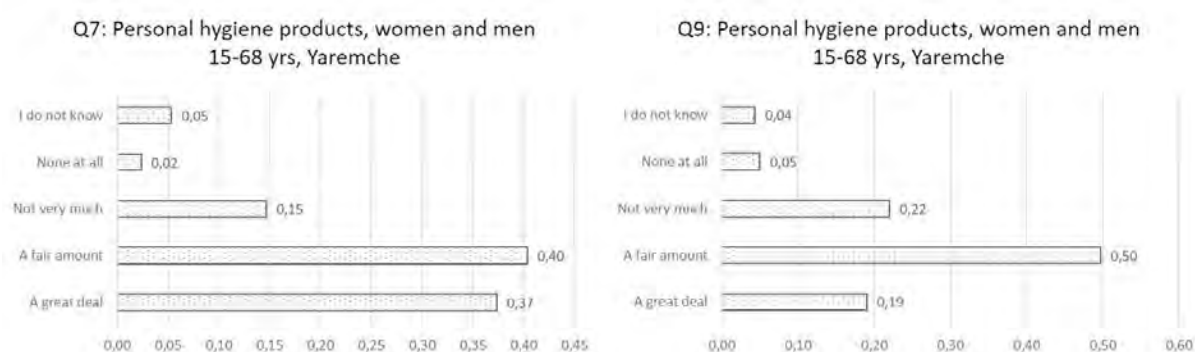 Q7: Personal hygiene products, women and men
15-68 yrs, Yaremche
I do not know
0,05
None at all
0,02
Not very much
0,15
A fair amount
0,40
A great deal
0,37
0,00 0,05 0,10 0,15 0,20 0,25 0,30 0,35 0,40 0,45
Q9: Personal hygiene products, women and men
15-68 yrs, Yaremche
I do not know
0,04
None at all
0,05
Not very much
0,22
A fair amount
0,50
A great deal
0,19
0,00 0,10 0,20 0,30 0,40 0,50 0,60